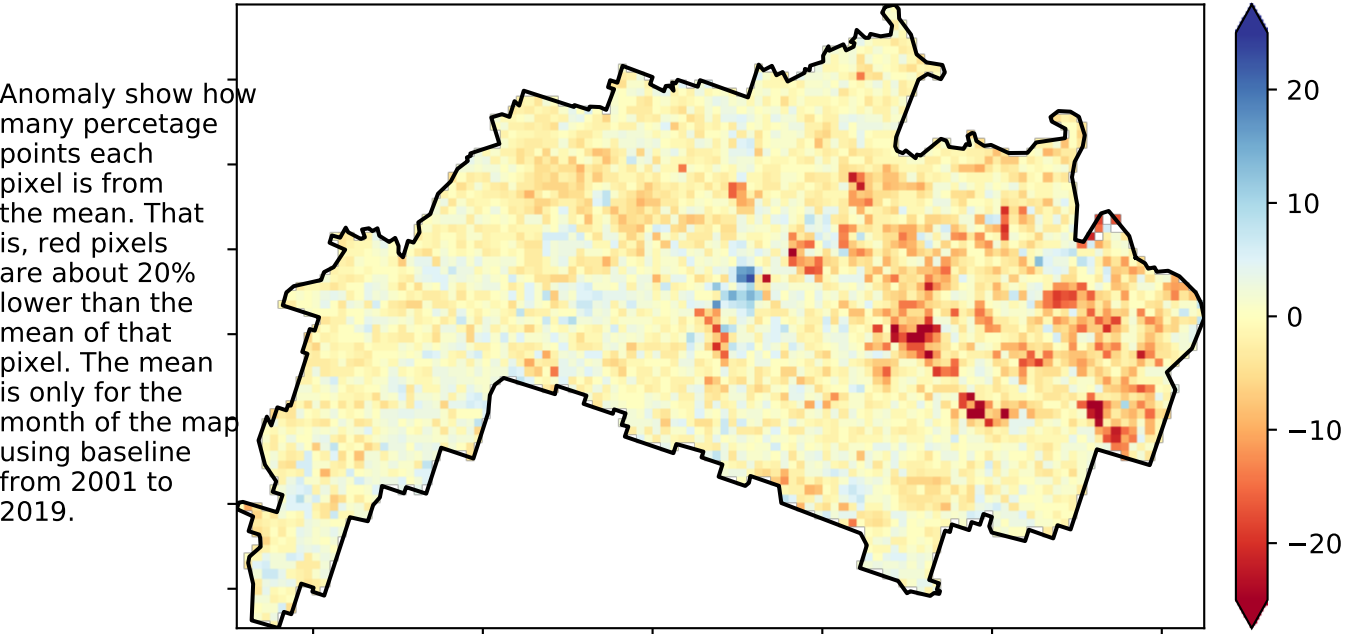 Anomaly show how
many percetage
points each
pixel is from
the mean. That
is, red pixels
are about 20%
lower than the
mean of that
pixel. The mean
is only for the
month of the map
using baseline
from 2001 to
2019.
20
10
0
−10
−20